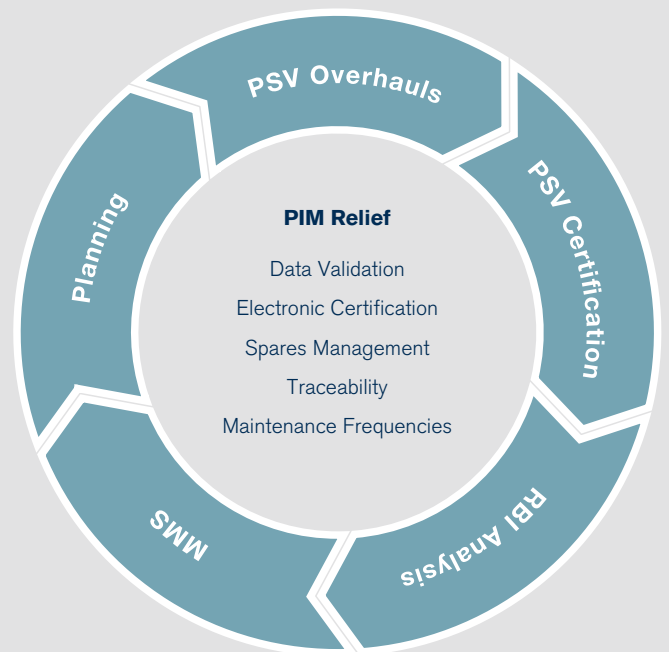 PSV Overhauls
PSV Certification
RBI Analysis
MMS
Planning
PIM Relief
Data Validation
Electronic Certification
Spares Management
Traceability
Maintenance Frequencies